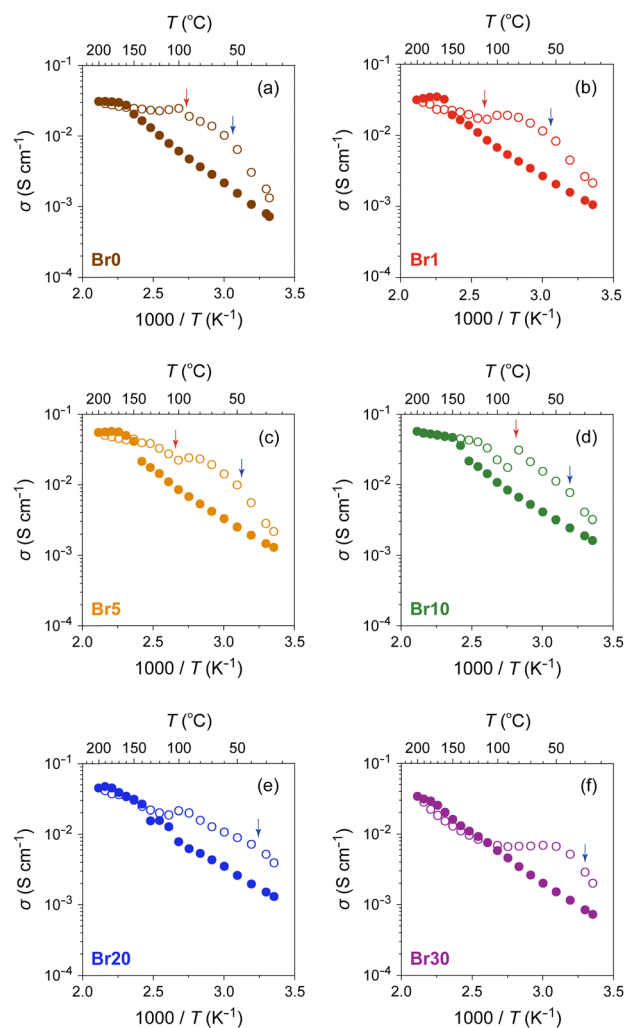 T (°C) T (°C)
200 150 100 50 200 150 100 50
10⁻¹ (a) 10⁻¹ (b)
10⁻² 10⁻²
σ (S cm⁻¹) σ (S cm⁻¹)
10⁻³ 10⁻³
Br0 Br1
10⁻⁴ 10⁻⁴
2.0 2.5 3.0 3.5 2.0 2.5 3.0 3.5
1000 / T (K⁻¹) 1000 / T (K⁻¹)
T (°C) T (°C)
200 150 100 50 200 150 100 50
10⁻¹ (c) 10⁻¹ (d)
10⁻² 10⁻²
σ (S cm⁻¹) σ (S cm⁻¹)
10⁻³ 10⁻³
Br5 Br10
10⁻⁴ 10⁻⁴
2.0 2.5 3.0 3.5 2.0 2.5 3.0 3.5
1000 / T (K⁻¹) 1000 / T (K⁻¹)
T (°C) T (°C)
200 150 100 50 200 150 100 50
10⁻¹ (e) 10⁻¹ (f)
10⁻² 10⁻²
σ (S cm⁻¹) σ (S cm⁻¹)
10⁻³ 10⁻³
Br20 Br30
10⁻⁴ 10⁻⁴
2.0 2.5 3.0 3.5 2.0 2.5 3.0 3.5
1000 / T (K⁻¹) 1000 / T (K⁻¹)